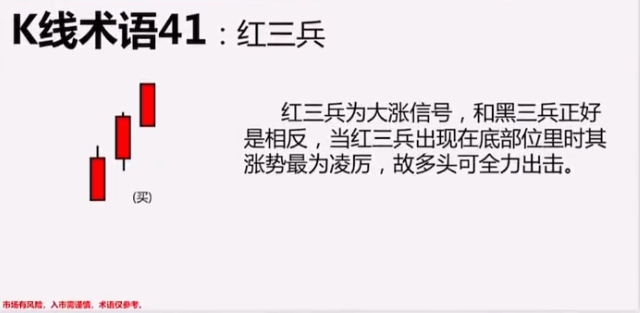 K线术语41：红三兵
红三兵为大涨信号，和黑三兵正好
是相反，当红三兵出现在底部位里时其
涨势最为凌厉，故多头可全力出击。
(买)
市场有风险，入市需谨慎，术语仅参考。